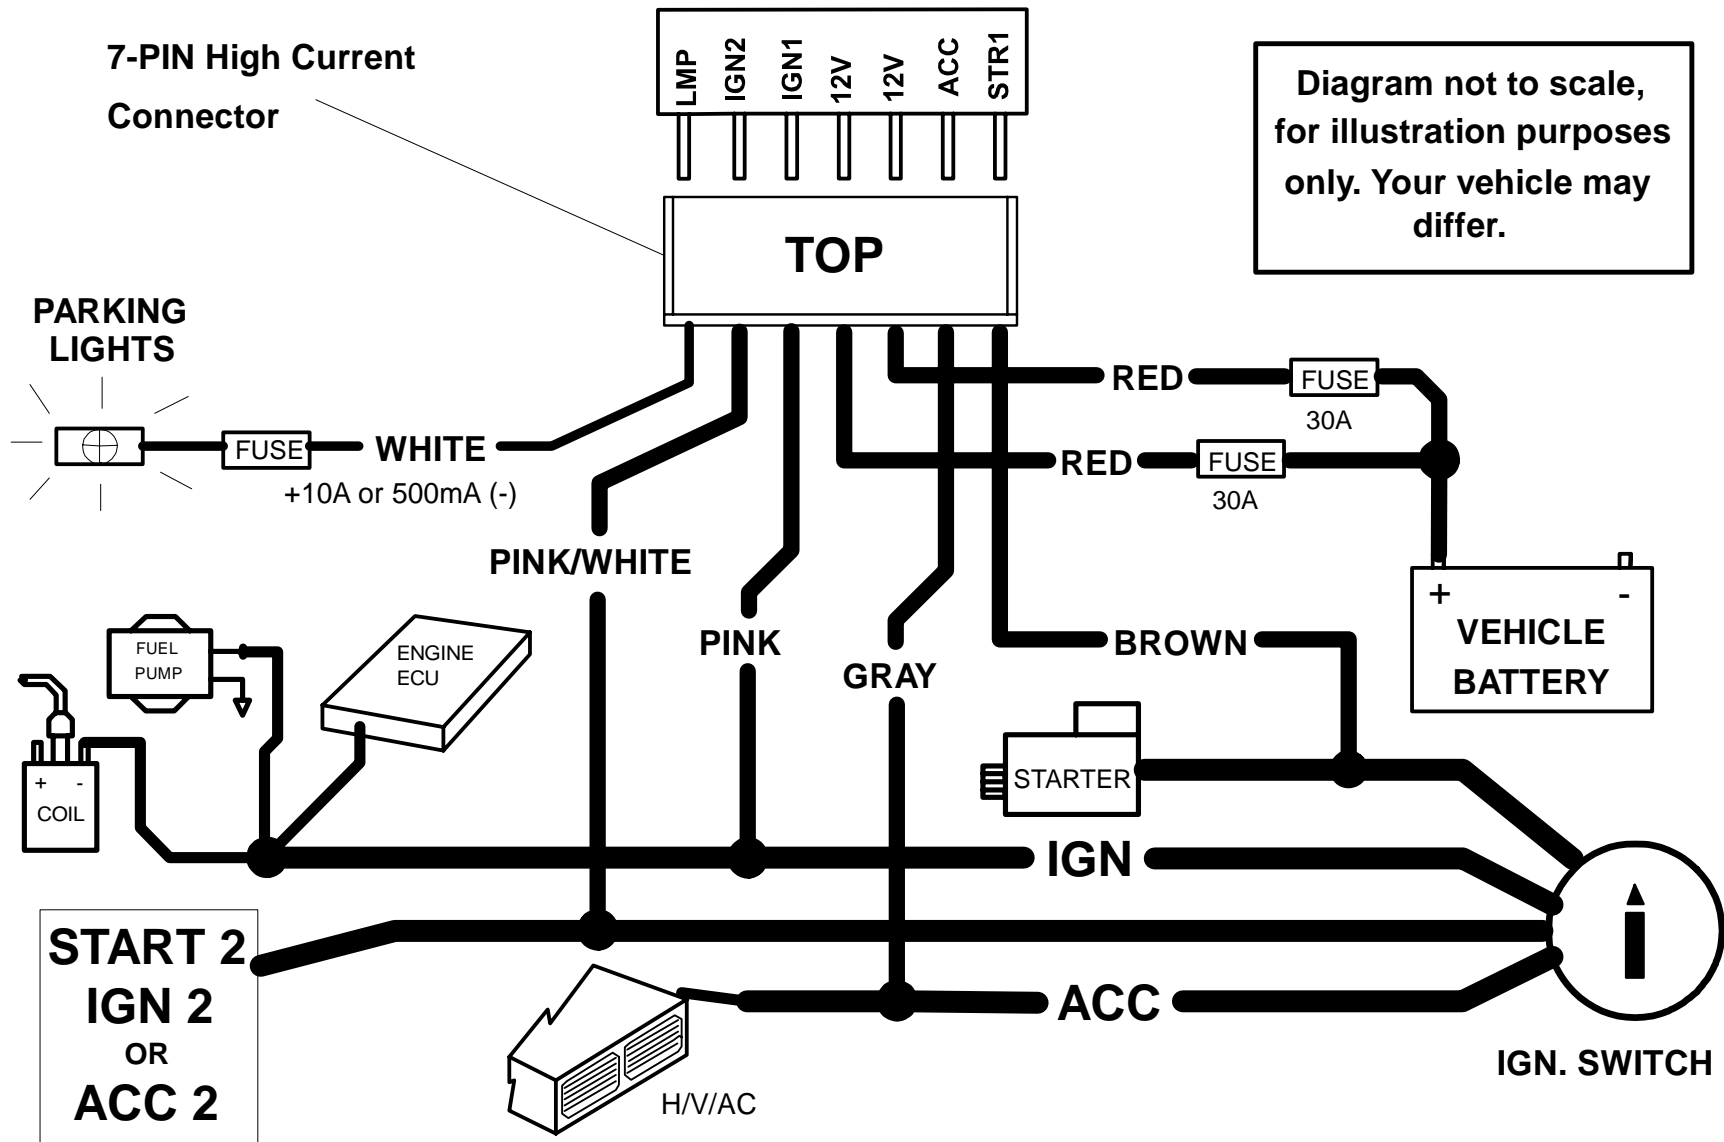 7-PIN High Current
Connector
LMP
IGN2
IGN1
12V
12V
ACC
STR1
Diagram not to scale,
for illustration purposes
only. Your vehicle may
differ.
TOP
PARKING
LIGHTS
FUSE
WHITE
+10A or 500mA (-)
RED
FUSE
30A
RED
FUSE
30A
PINK/WHITE
PINK
GRAY
BROWN
+ -
VEHICLE
BATTERY
FUEL
PUMP
ENGINE
ECU
+ -
COIL
STARTER
IGN
START 2
IGN 2
OR
ACC 2
ACC
H/V/AC
IGN. SWITCH